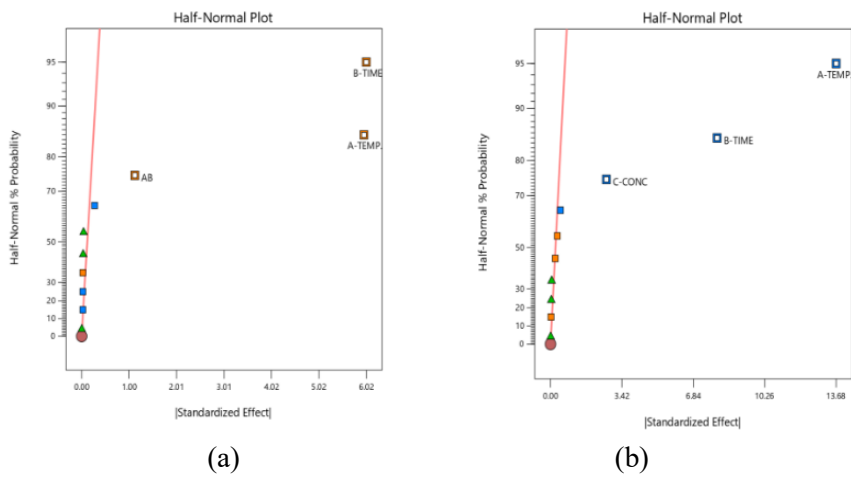 Half-Normal Plot
Half-Normal % Probability
95
90
80
70
50
30
20
10
0
B-TIME
A-TEMP.
AB
0.00 1.00 2.01 3.01 4.02 5.02 6.02
|Standardized Effect|
(a)
Half-Normal Plot
Half-Normal % Probability
95
90
80
70
50
30
20
10
0
A-TEMP.
B-TIME
C-CONC
0.00 3.42 6.84 10.26 13.68
|Standardized Effect|
(b)